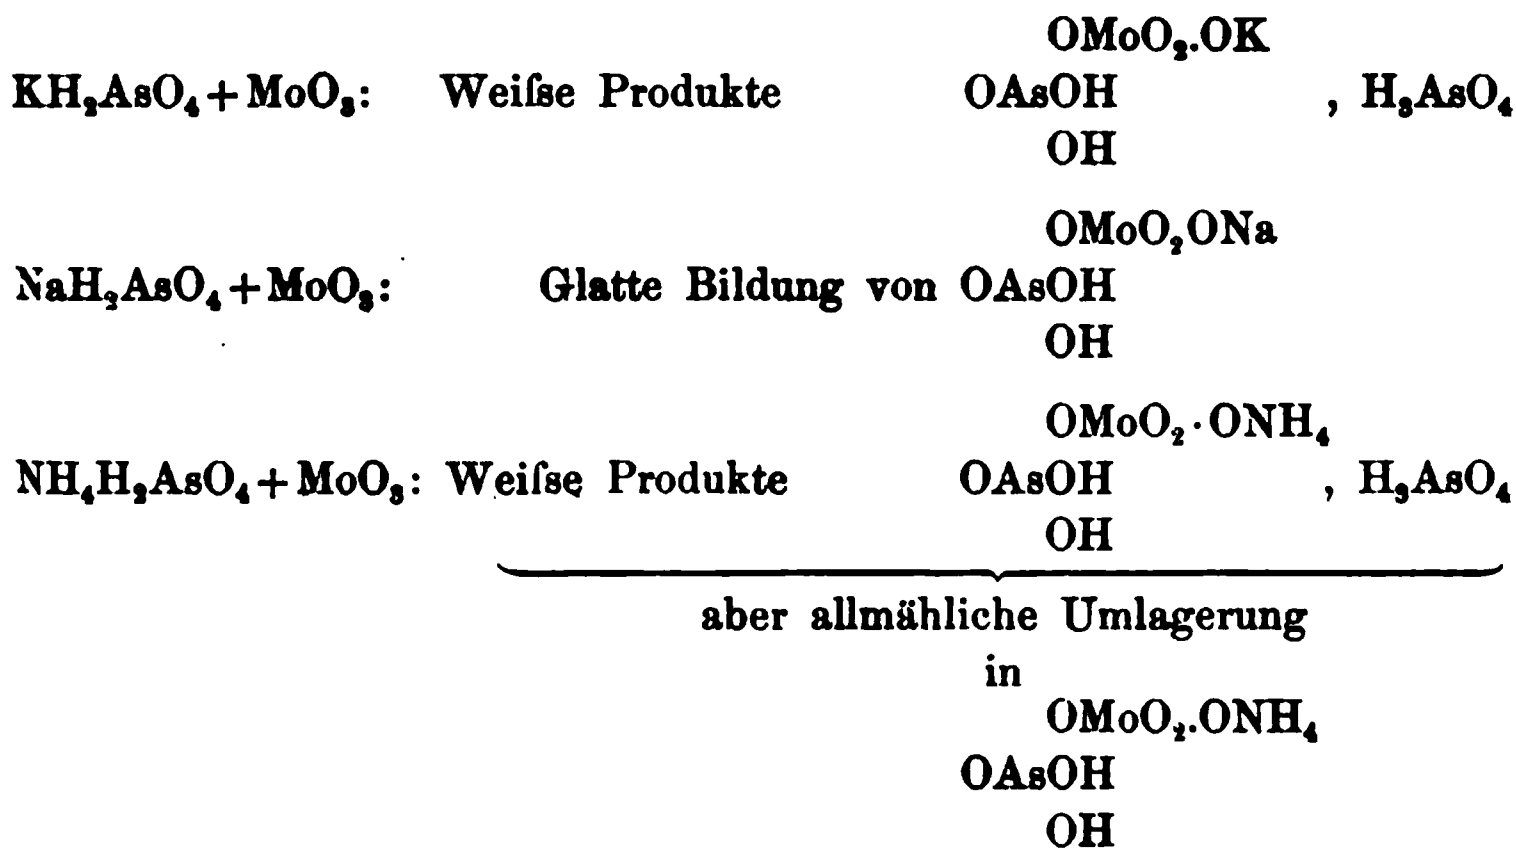 OMoO₂.OK
KH₂AsO₄+MoO₃: Weiſse Produkte OAsOH , H₃AsO₄
OH
OMoO₂ONa
NaH₂AsO₄+MoO₃: Glatte Bildung von OAsOH
OH
OMoO₂·ONH₄
NH₄H₂AsO₄+MoO₃: Weiſse Produkte OAsOH , H₃AsO₄
OH
aber allmähliche Umlagerung
in
OMoO₂.ONH₄
OAsOH
OH